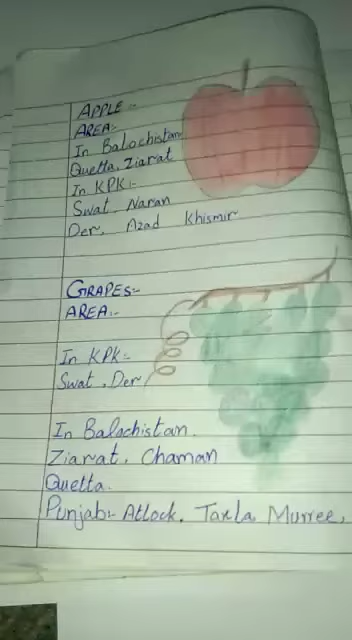 APPLE:-
AREA:-
In Balochistan
Quetta, Ziarat
In KPK:-
Swat, Naran
Der, Azad Khismir
GRAPES:-
AREA:-
In KPK:-
Swat, Der
In Balochistan.
Ziarat, Chaman
Quetta.
Punjab:- Attock, Taxla, Murree,